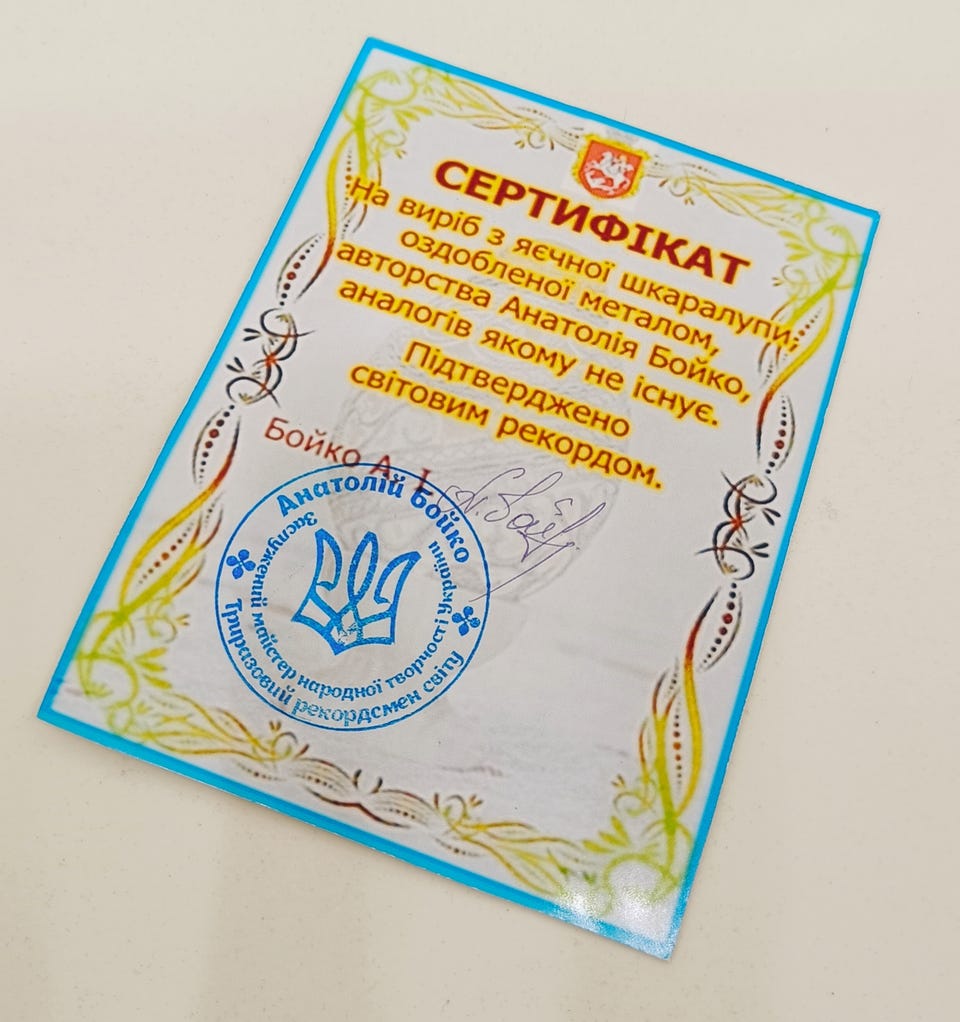 СЕРТИФІКАТ
На виріб з яєчної шкаралупи,
оздобленої металом,
авторства Анатолія Бойко,
аналогів якому не існує.
Підтверджено
світовим рекордом.
Бойко А. І.
А. Бойко
Анатолій Бойко
Заслужений майстер народної творчості України
Триразовий рекордсмен світу